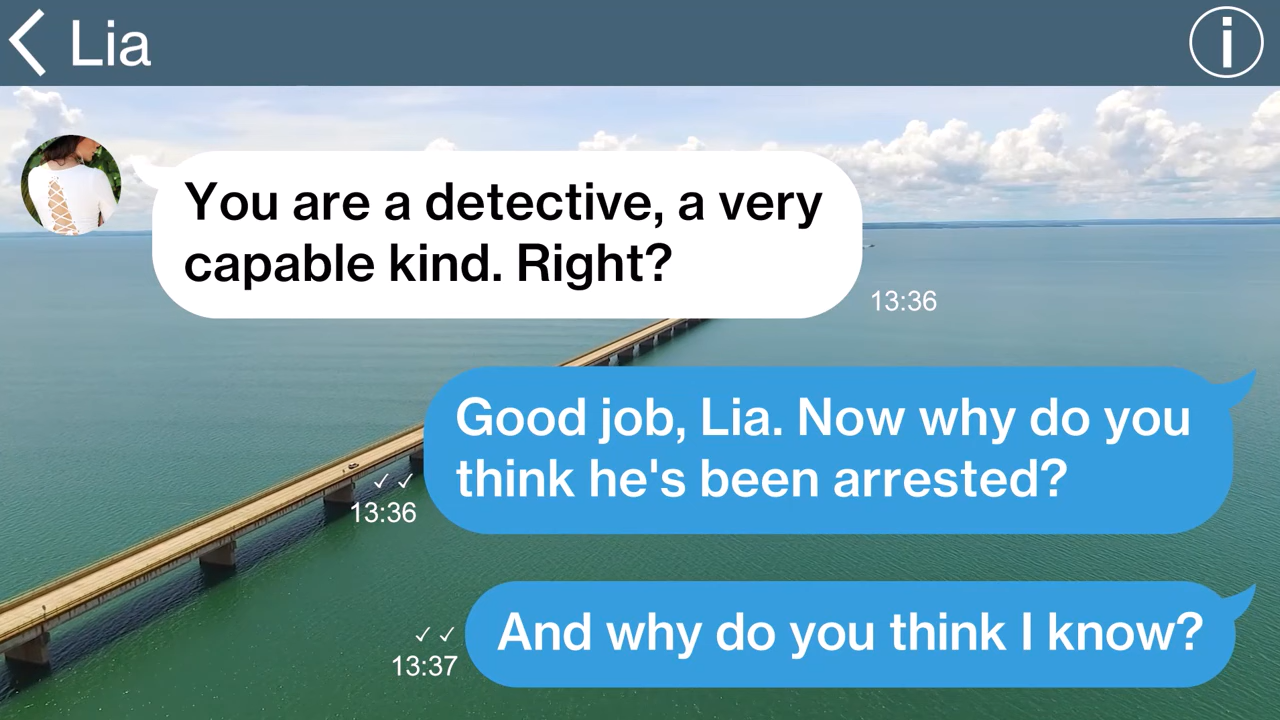 Lia
You are a detective, a very
capable kind. Right?
13:36
Good job, Lia. Now why do you
think he's been arrested?
13:36
And why do you think I know?
13:37